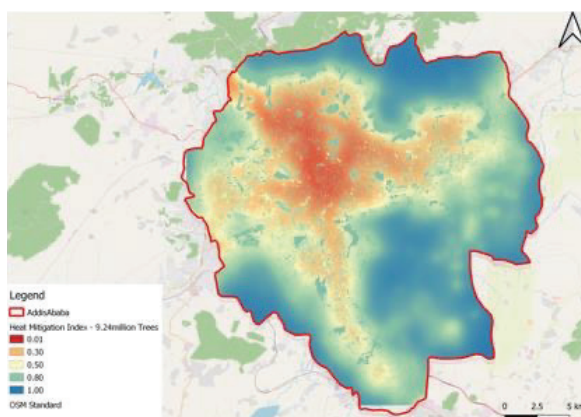 Legend
AddisAbaba
Heat Mitigation Index - 9.24million Trees
0.01
0.30
0.50
0.80
1.00
OSM Standard
0 2.5 5 k